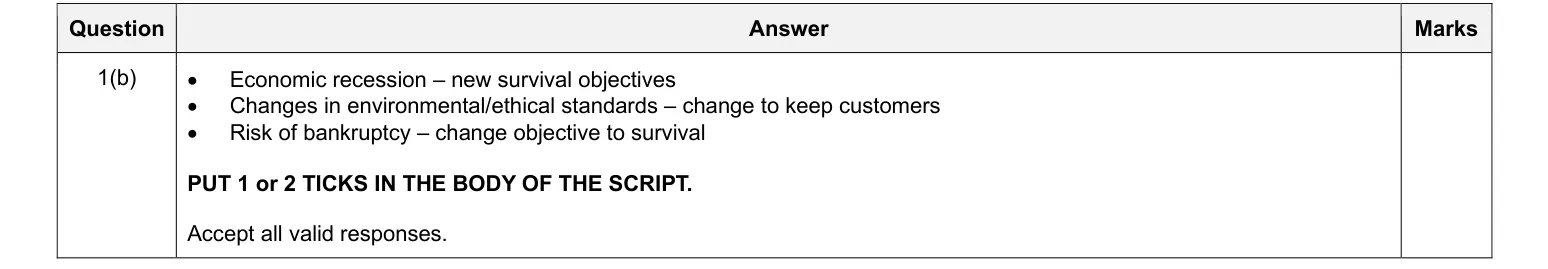 Question Answer Marks
1(b)
• Economic recession – new survival objectives
• Changes in environmental/ethical standards – change to keep customers
• Risk of bankruptcy – change objective to survival
PUT 1 or 2 TICKS IN THE BODY OF THE SCRIPT.
Accept all valid responses.